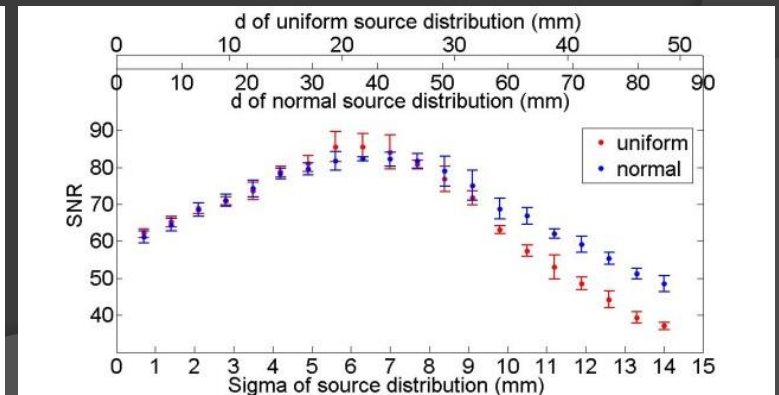 d of uniform source distribution (mm)
0 10 20 30 40 50
0 10 20 30 40 50 60 70 80 90
d of normal source distribution (mm)
90
80
70
60
50
40
SNR
uniform
normal
0 1 2 3 4 5 6 7 8 9 10 11 12 13 14 15
Sigma of source distribution (mm)